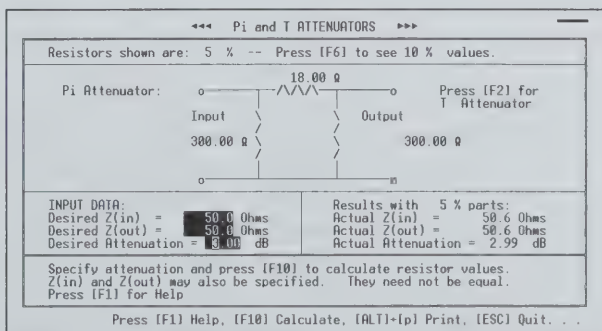 ◄◄◄ Pi and T ATTENUATORS ►►►
Resistors shown are: 5 % -- Press [F6] to see 10 % values.
18.00 Ω
Pi Attenuator: o o Press [F2] for
T Attenuator
Input Output
300.00 Ω 300.00 Ω
o
INPUT DATA: Results with 5 % parts:
Desired Z(in) = 50.0 Ohms Actual Z(in) = 50.6 Ohms
Desired Z(out) = 50.0 Ohms Actual Z(out) = 50.6 Ohms
Desired Attenuation = 3.00 dB Actual Attenuation = 2.99 dB
Specify attenuation and press [F10] to calculate resistor values.
Z(in) and Z(out) may also be specified. They need not be equal.
Press [F1] for Help
Press [F1] Help, [F10] Calculate, [ALT]+[p] Print, [ESC] Quit. . .